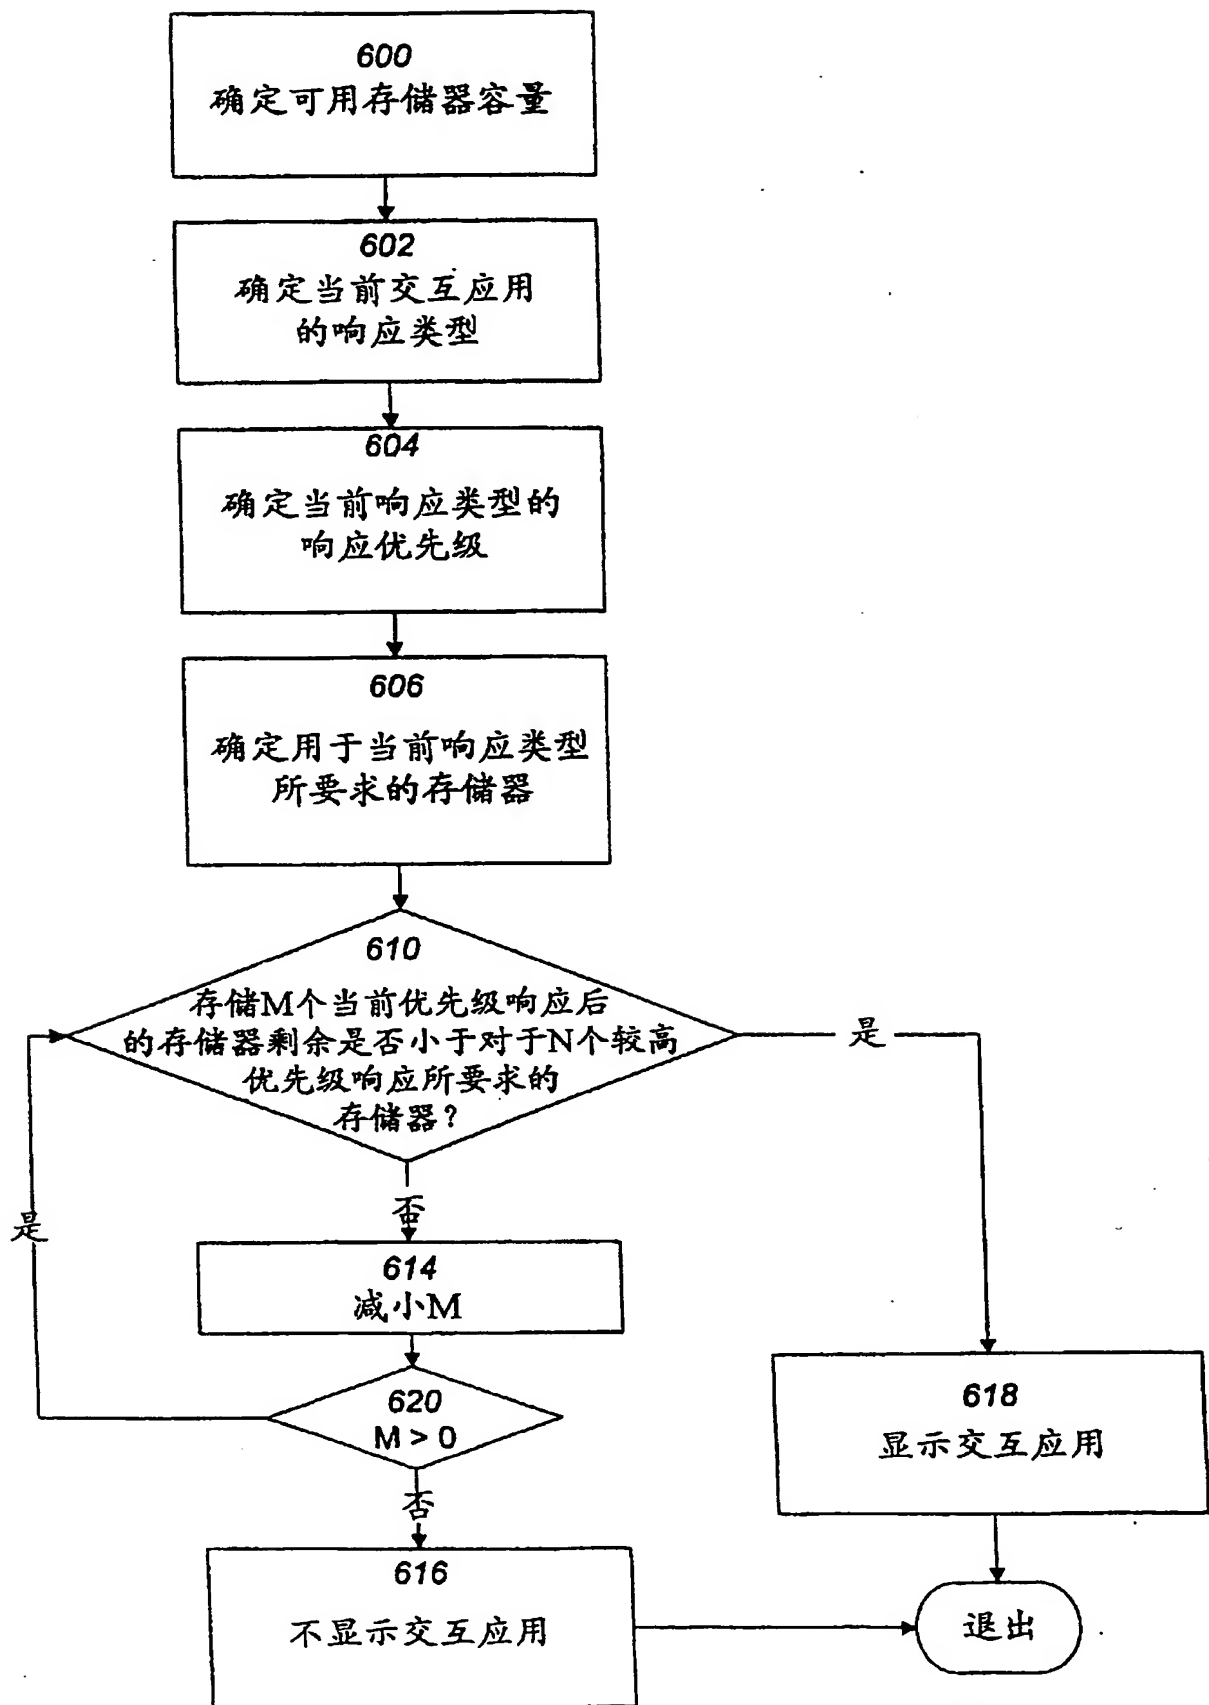 600
确定可用存储器容量
602
确定当前交互应用
的响应类型
604
确定当前响应类型的
响应优先级
606
确定用于当前响应类型
所要求的存储器
610
存储M个当前优先级响应后
的存储器剩余是否小于对于N个较高
优先级响应所要求的
存储器?
是
否
是
614
减小M
620
M > 0
否
618
显示交互应用
616
不显示交互应用
退出